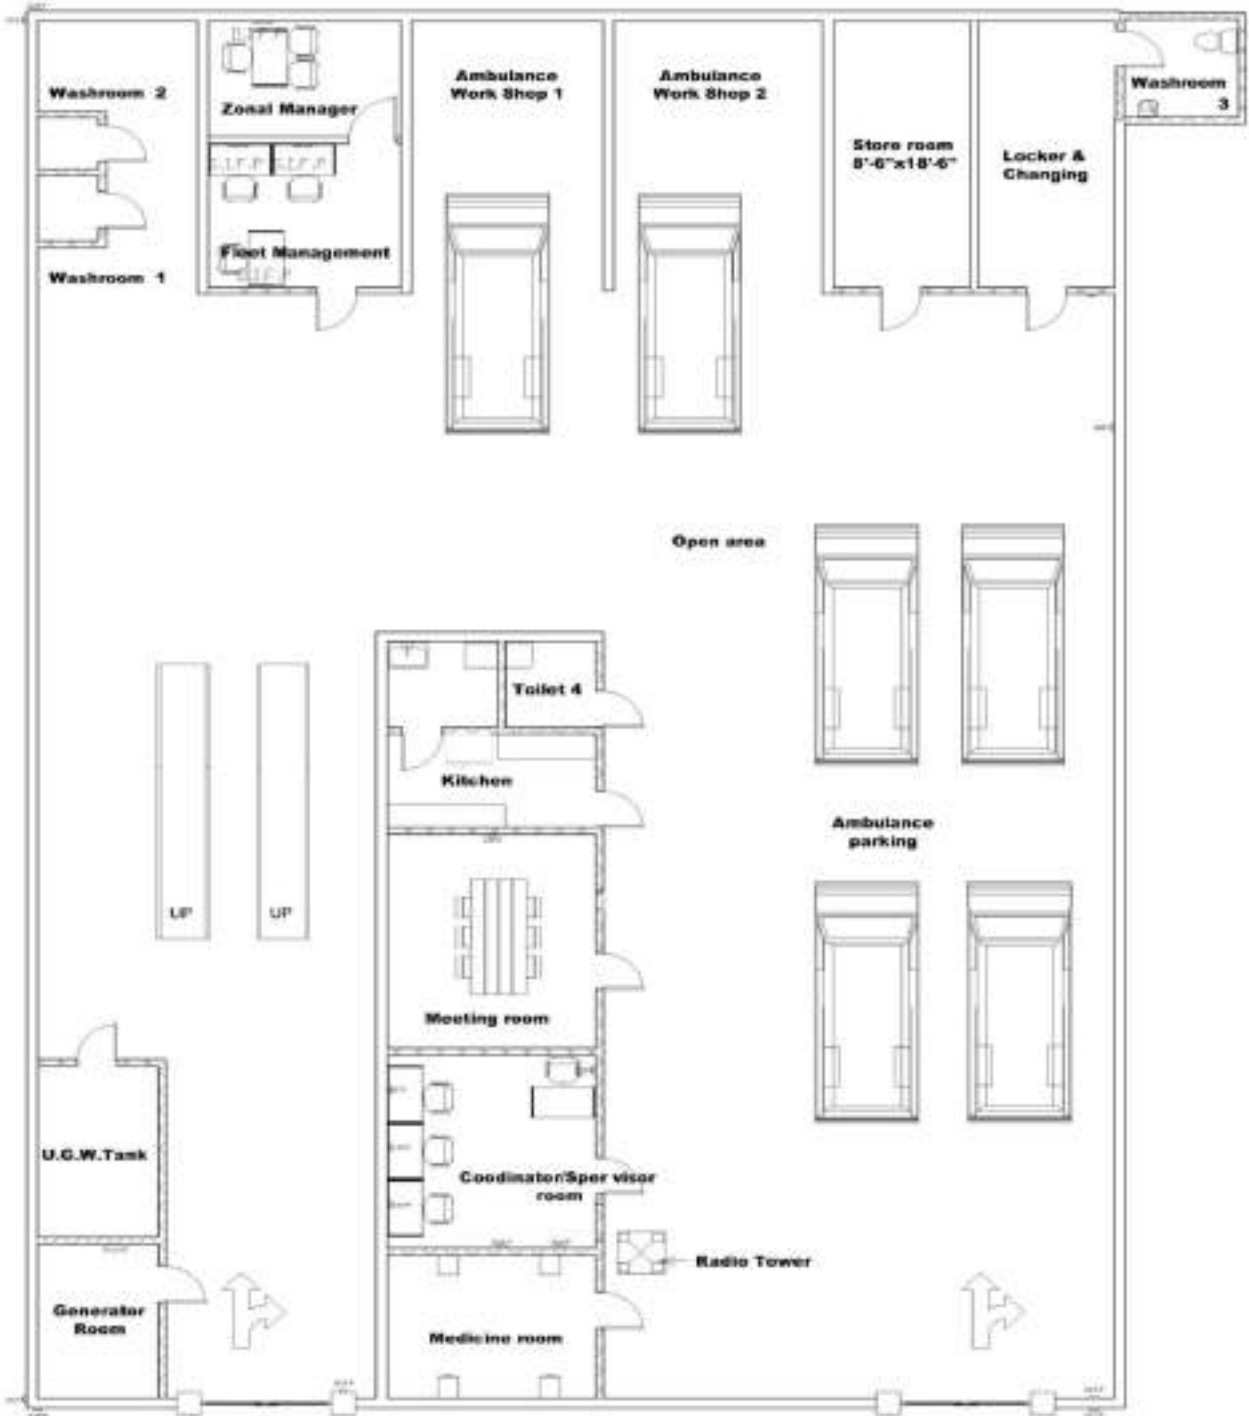 Washroom 2
Zonal Manager
Ambulance
Work Shop 1
Ambulance
Work Shop 2
Washroom
3
Store room
8'-6"x18'-6"
Locker &
Changing
Fleet Management
Washroom 1
Open area
Toilet 4
Kitchen
Ambulance
parking
UP
UP
Meeting room
U.G.W.Tank
Coodinator/Sper visor
room
Radio Tower
Generator
Room
Medicine room